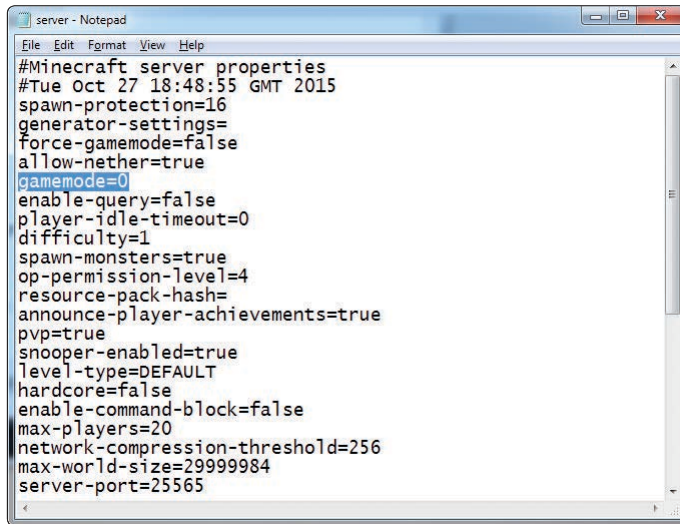 server - Notepad
File Edit Format View Help
#Minecraft server properties
#Tue Oct 27 18:48:55 GMT 2015
spawn-protection=16
generator-settings=
force-gamemode=false
allow-nether=true
gamemode=0
enable-query=false
player-idle-timeout=0
difficulty=1
spawn-monsters=true
op-permission-level=4
resource-pack-hash=
announce-player-achievements=true
pvp=true
snooper-enabled=true
level-type=DEFAULT
hardcore=false
enable-command-block=false
max-players=20
network-compression-threshold=256
max-world-size=29999984
server-port=25565